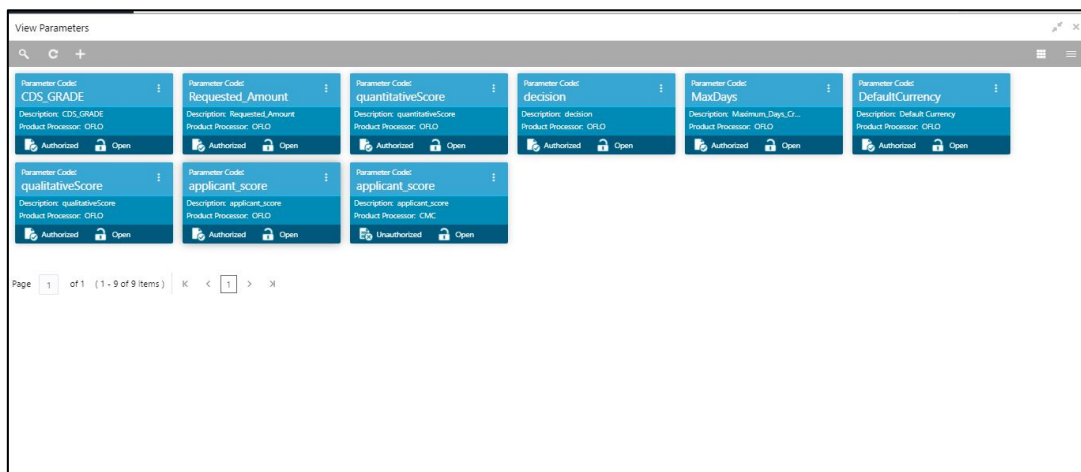 View Parameters
Parameter Code:
CDS_GRADE
Description: CDS_GRADE
Product Processor: OFLO
Authorized Open
Parameter Code:
Requested_Amount
Description: Requested_Amount
Product Processor: OFLO
Authorized Open
Parameter Code:
quantitativeScore
Description: quantitativeScore
Product Processor: OFLO
Authorized Open
Parameter Code:
decision
Description: decision
Product Processor: OFLO
Authorized Open
Parameter Code:
MaxDays
Description: Maximum_Days_Cr...
Product Processor: OFLO
Authorized Open
Parameter Code:
DefaultCurrency
Description: Default Currency
Product Processor: OFLO
Authorized Open
Parameter Code:
qualitativeScore
Description: qualitativeScore
Product Processor: OFLO
Authorized Open
Parameter Code:
applicant_score
Description: applicant_score
Product Processor: OFLO
Authorized Open
Parameter Code:
applicant_score
Description: applicant_score
Product Processor: CMC
Unauthorized Open
Page 1 of 1 (1 - 9 of 9 items) 1